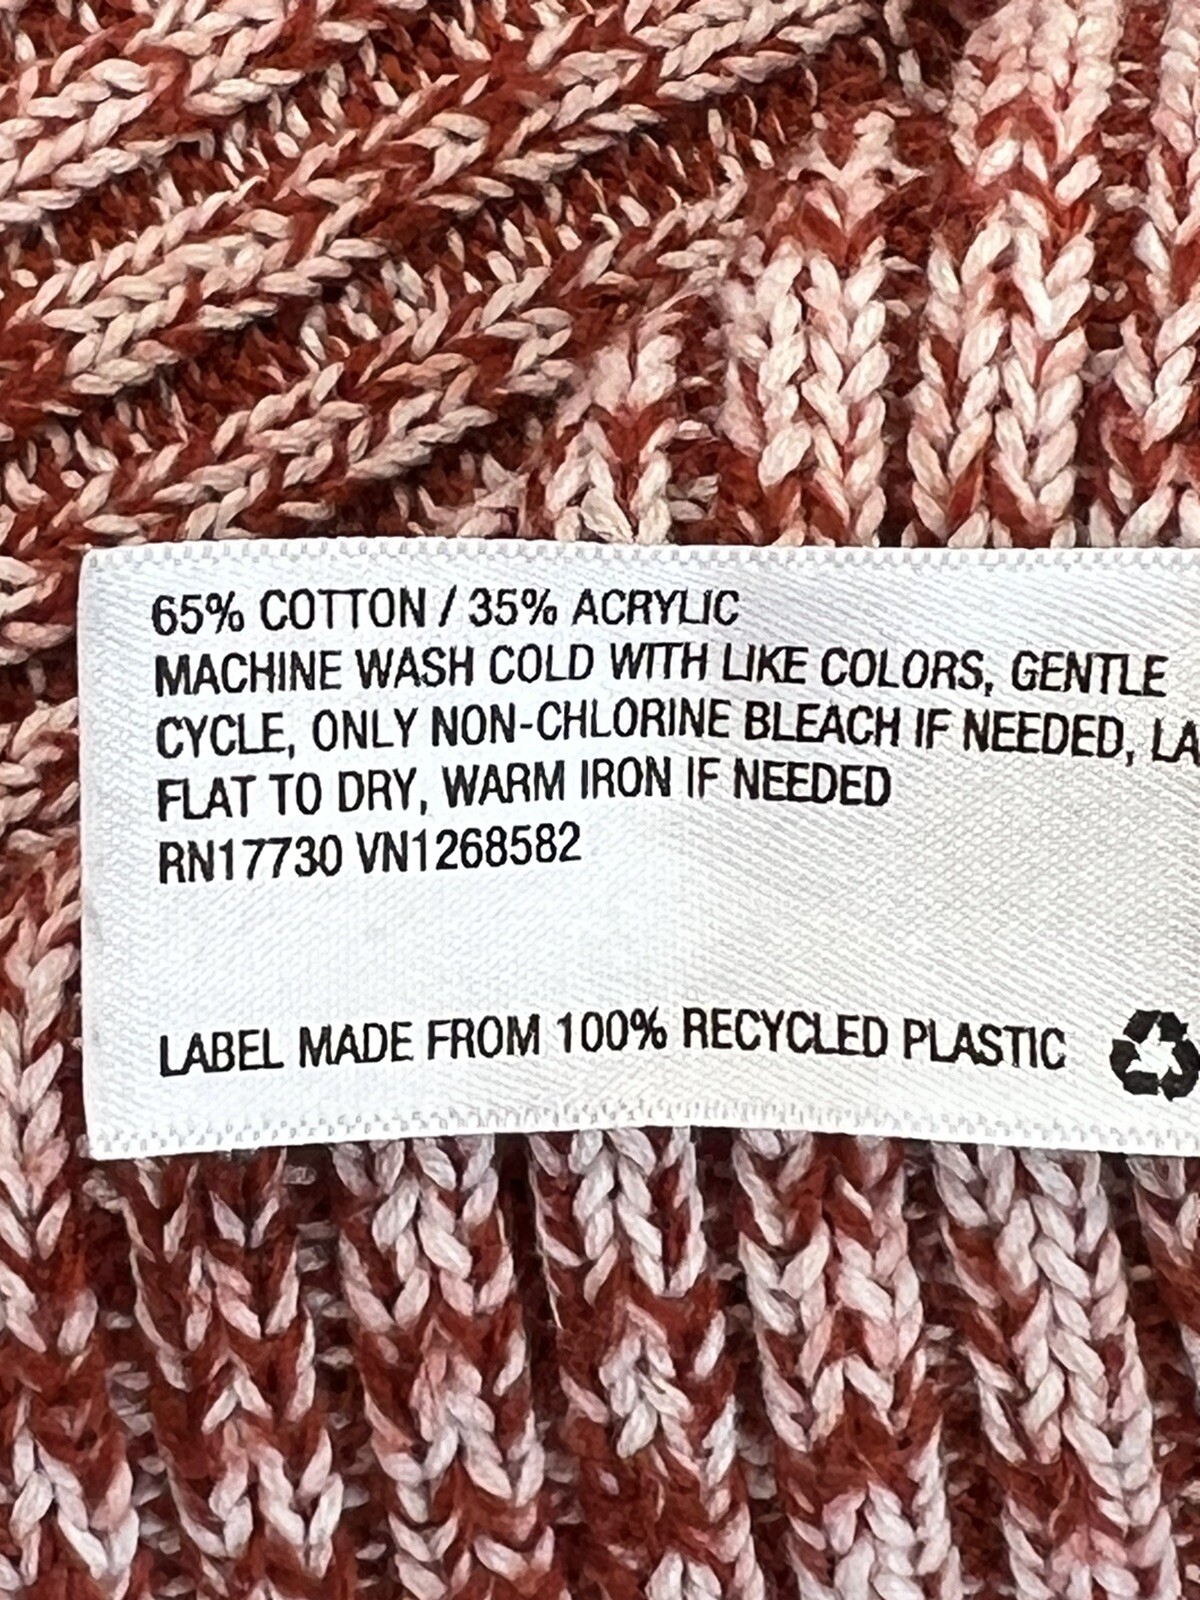 65% COTTON / 35% ACRYLIC
MACHINE WASH COLD WITH LIKE COLORS, GENTLE
CYCLE, ONLY NON-CHLORINE BLEACH IF NEEDED, LA
FLAT TO DRY, WARM IRON IF NEEDED
RN17730 VN1268582
LABEL MADE FROM 100% RECYCLED PLASTIC